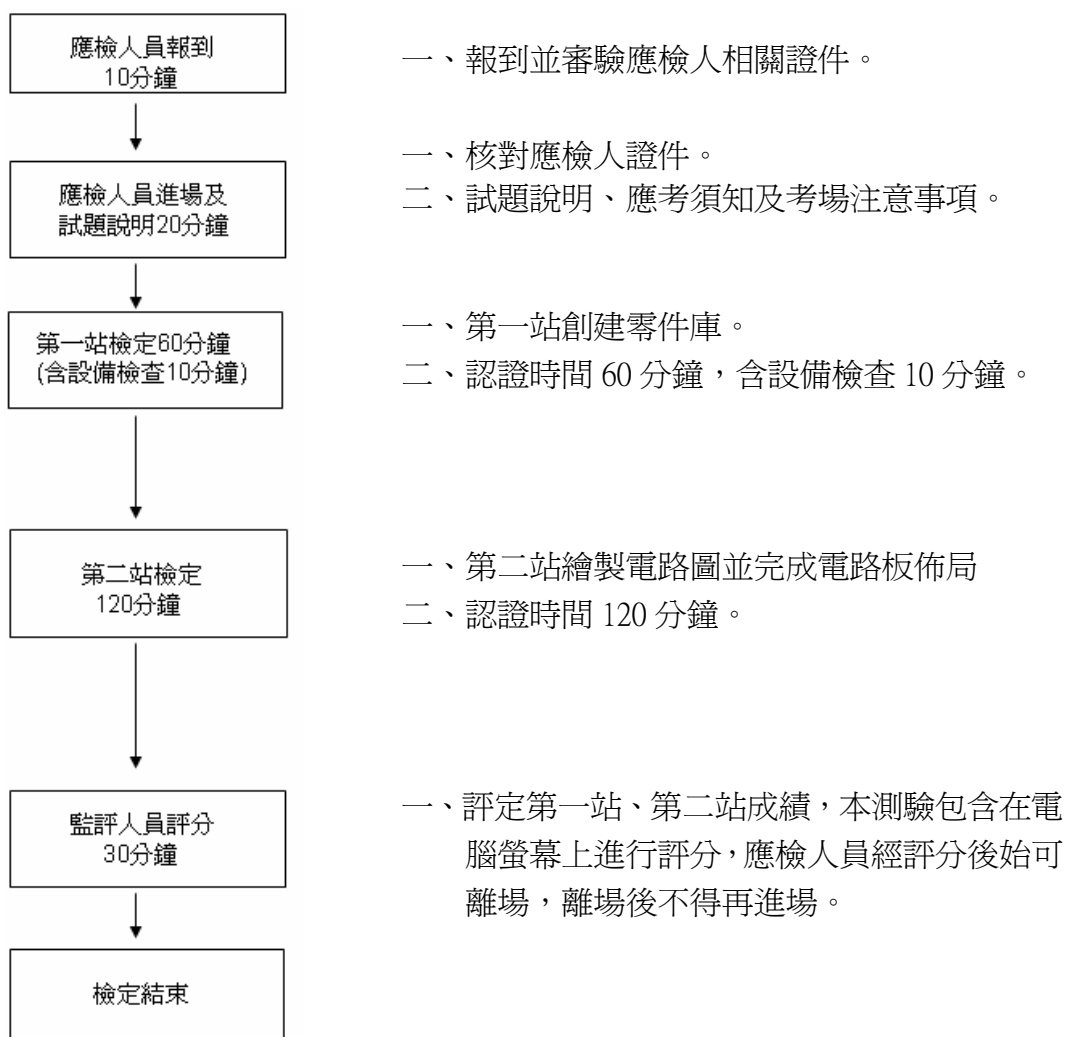 應檢人員報到
10分鐘
一、報到並審驗應檢人相關證件。
應檢人員進場及
試題說明20分鐘
一、核對應檢人證件。
二、試題說明、應考須知及考場注意事項。
第一站檢定60分鐘
(含設備檢查10分鐘)
一、第一站創建零件庫。
二、認證時間 60 分鐘，含設備檢查 10 分鐘。
第二站檢定
120分鐘
一、第二站繪製電路圖並完成電路板佈局
二、認證時間 120 分鐘。
監評人員評分
30分鐘
一、評定第一站、第二站成績，本測驗包含在電
腦螢幕上進行評分，應檢人員經評分後始可
離場，離場後不得再進場。
檢定結束